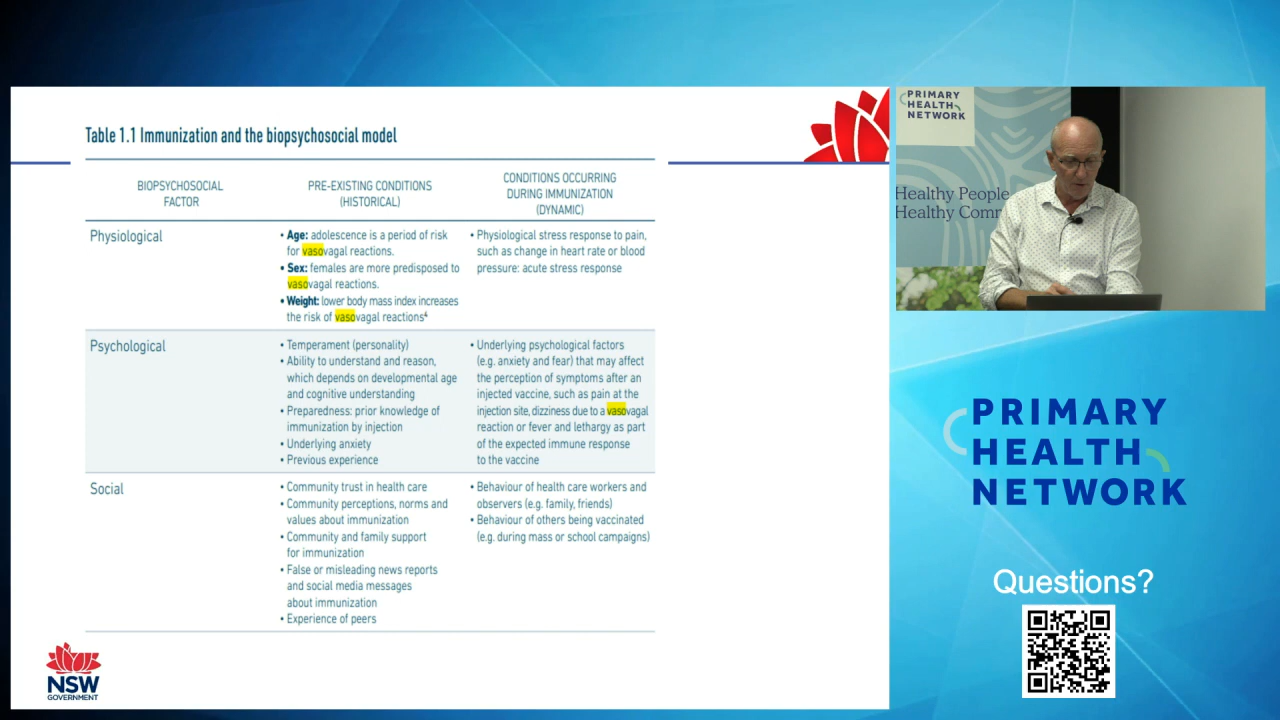 Table 1.1 Immunization and the biopsychosocial model
BIOPSYCHOSOCIAL
FACTOR
PRE-EXISTING CONDITIONS
(HISTORICAL)
CONDITIONS OCCURRING
DURING IMMUNIZATION
(DYNAMIC)
Physiological
• Age: adolescence is a period of risk
for vasovagal reactions.
• Sex: females are more predisposed to
vasovagal reactions.
• Weight: lower body mass index increases
the risk of vasovagal reactions⁴
• Physiological stress response to pain,
such as change in heart rate or blood
pressure: acute stress response
Psychological
• Temperament (personality)
• Ability to understand and reason,
which depends on developmental age
and cognitive understanding
• Preparedness: prior knowledge of
immunization by injection
• Underlying anxiety
• Previous experience
• Underlying psychological factors
(e.g. anxiety and fear) that may affect
the perception of symptoms after an
injected vaccine, such as pain at the
injection site, dizziness due to a vasovagal
reaction or fever and lethargy as part
of the expected immune response
to the vaccine
Social
• Community trust in health care
• Community perceptions, norms and
values about immunization
• Community and family support
for immunization
• False or misleading news reports
and social media messages
about immunization
• Experience of peers
• Behaviour of health care workers and
observers (e.g. family, friends)
• Behaviour of others being vaccinated
(e.g. during mass or school campaigns)
NSW
GOVERNMENT
PRIMARY
HEALTH
NETWORK
Healthy People
Healthy Comm
PRIMARY
HEALTH
NETWORK
Questions?